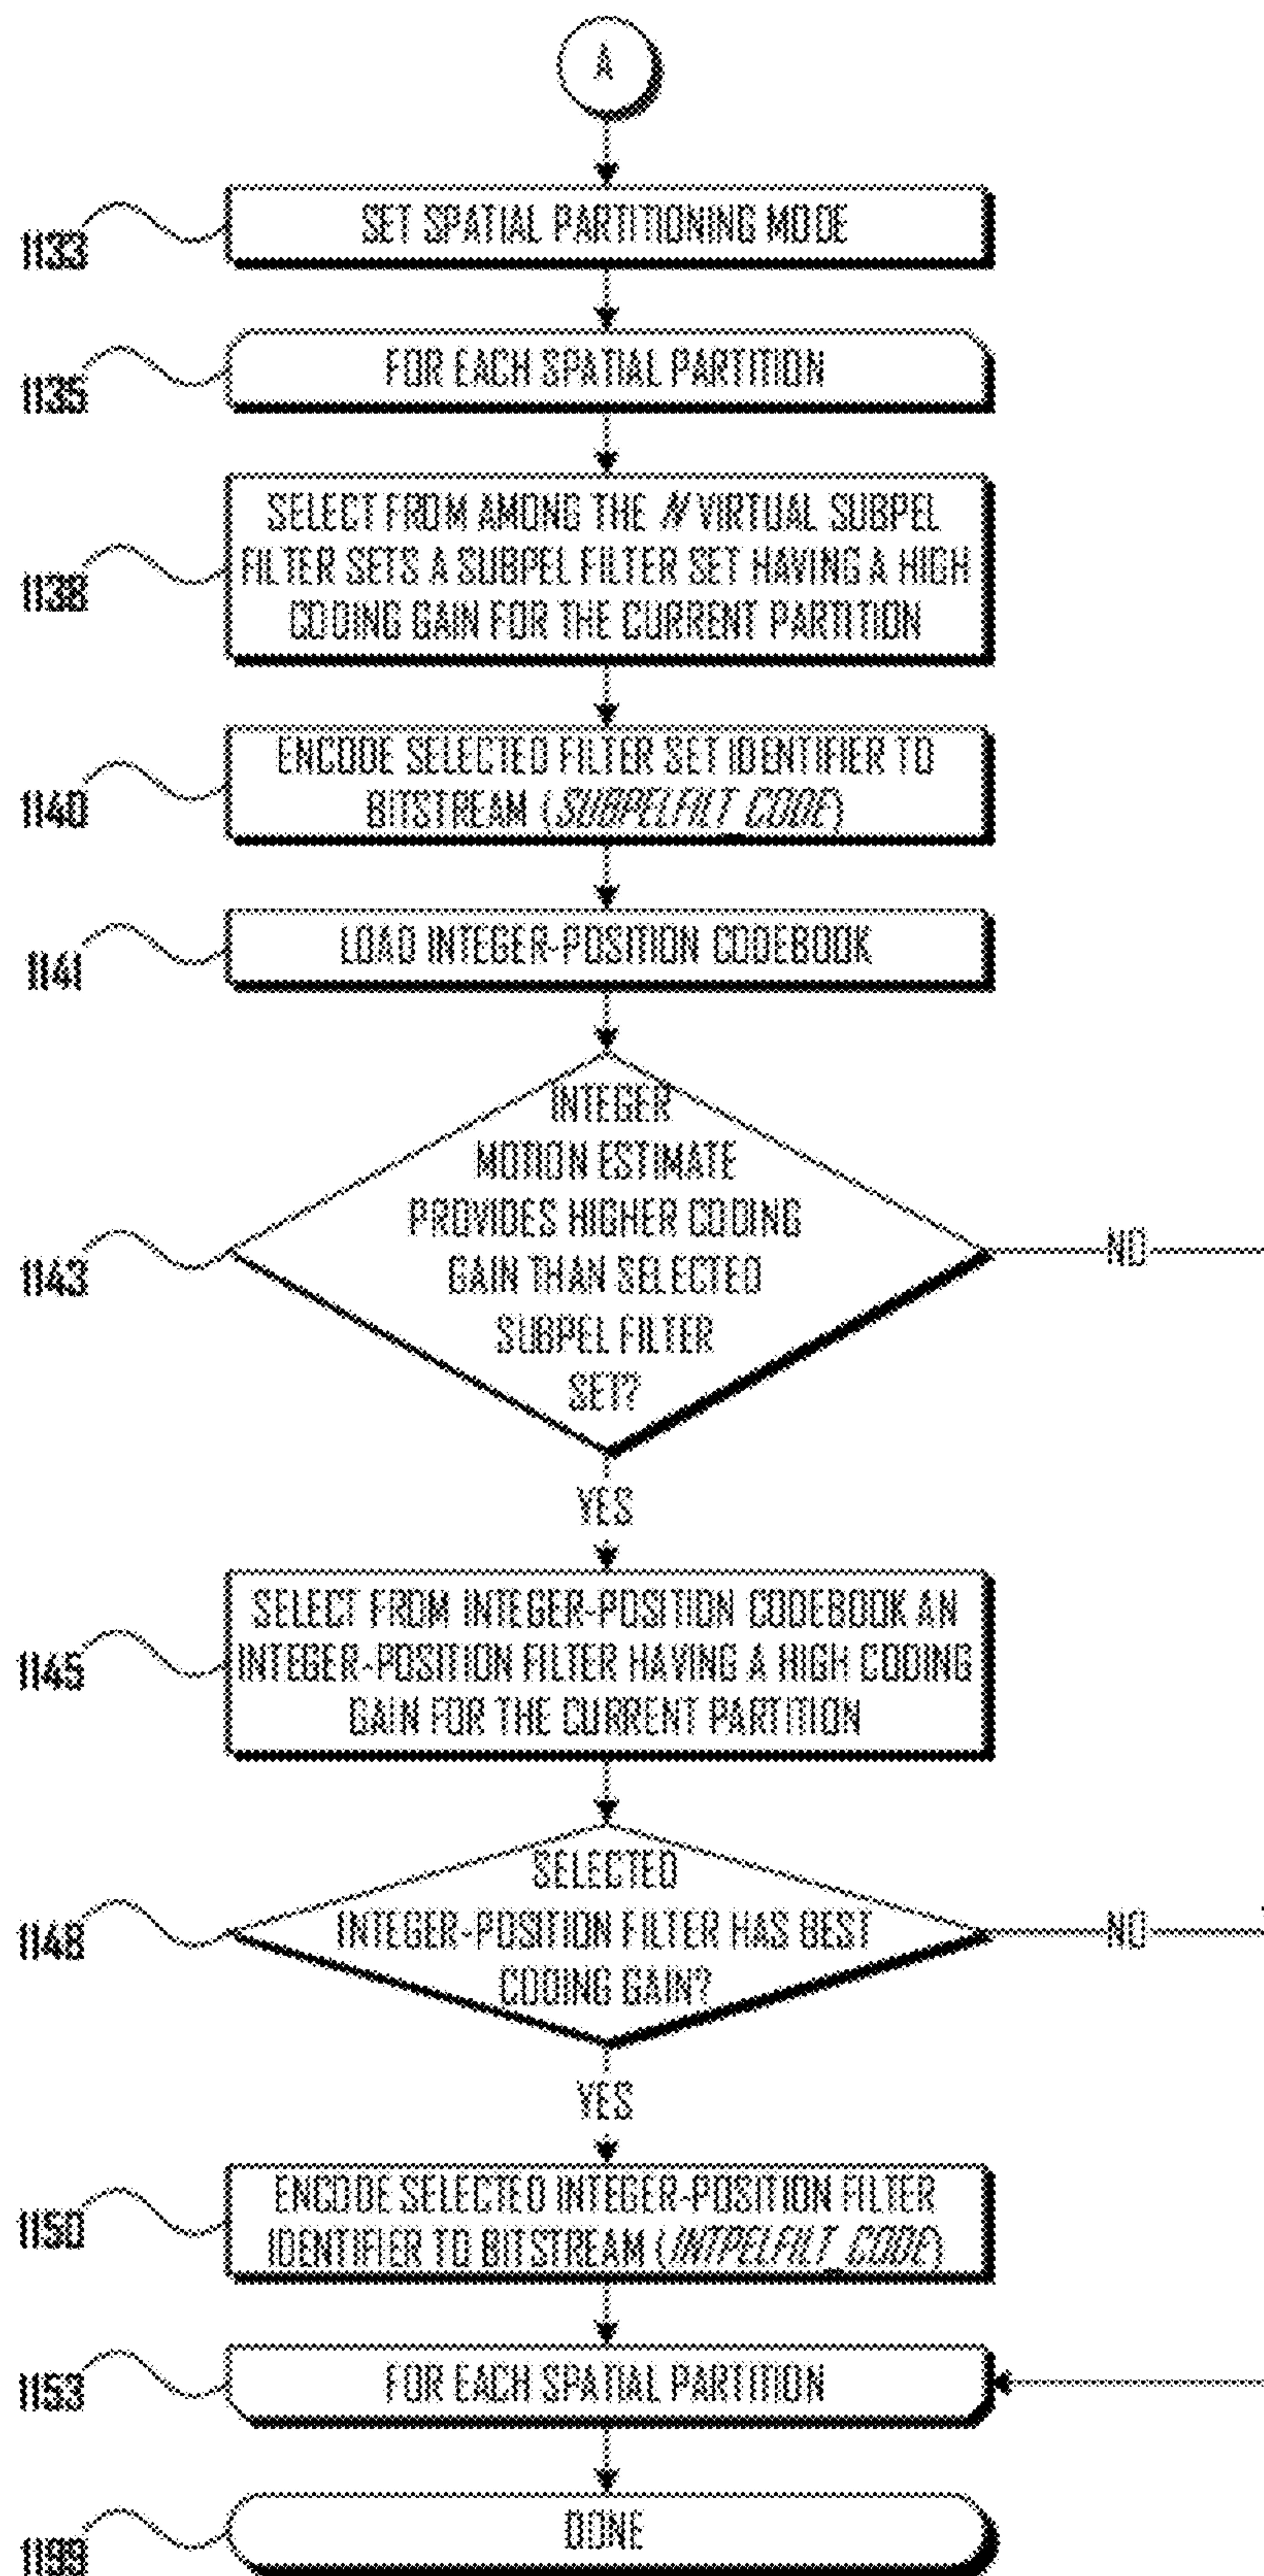 A
1133
SET SPATIAL PARTITIONING MODE
1135
FOR EACH SPATIAL PARTITION
1138
SELECT FROM AMONG THE N VIRTUAL SUBPEL
FILTER SETS A SUBPEL FILTER SET HAVING A HIGH
CODING GAIN FOR THE CURRENT PARTITION
1140
ENCODE SELECTED FILTER SET IDENTIFIER TO
BITSTREAM (SUBPELFILT_CODE)
1141
LOAD INTEGER-POSITION CODEBOOK
1143
INTEGER
MOTION ESTIMATE
PROVIDES HIGHER CODING
GAIN THAN SELECTED
SUBPEL FILTER
SET?
NO
YES
1145
SELECT FROM INTEGER-POSITION CODEBOOK AN
INTEGER-POSITION FILTER HAVING A HIGH CODING
GAIN FOR THE CURRENT PARTITION
1148
SELECTED
INTEGER-POSITION FILTER HAS BEST
CODING GAIN?
NO
YES
1150
ENCODE SELECTED INTEGER-POSITION FILTER
IDENTIFIER TO BITSTREAM (INTPELFILT_CODE)
1153
FOR EACH SPATIAL PARTITION
1199
DONE